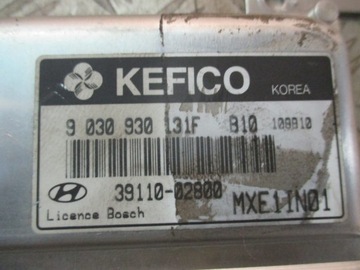 KEFICO KOREA
9 030 930 131F B10 109910
39110-02800 MXE1IN01
Licence Bosch